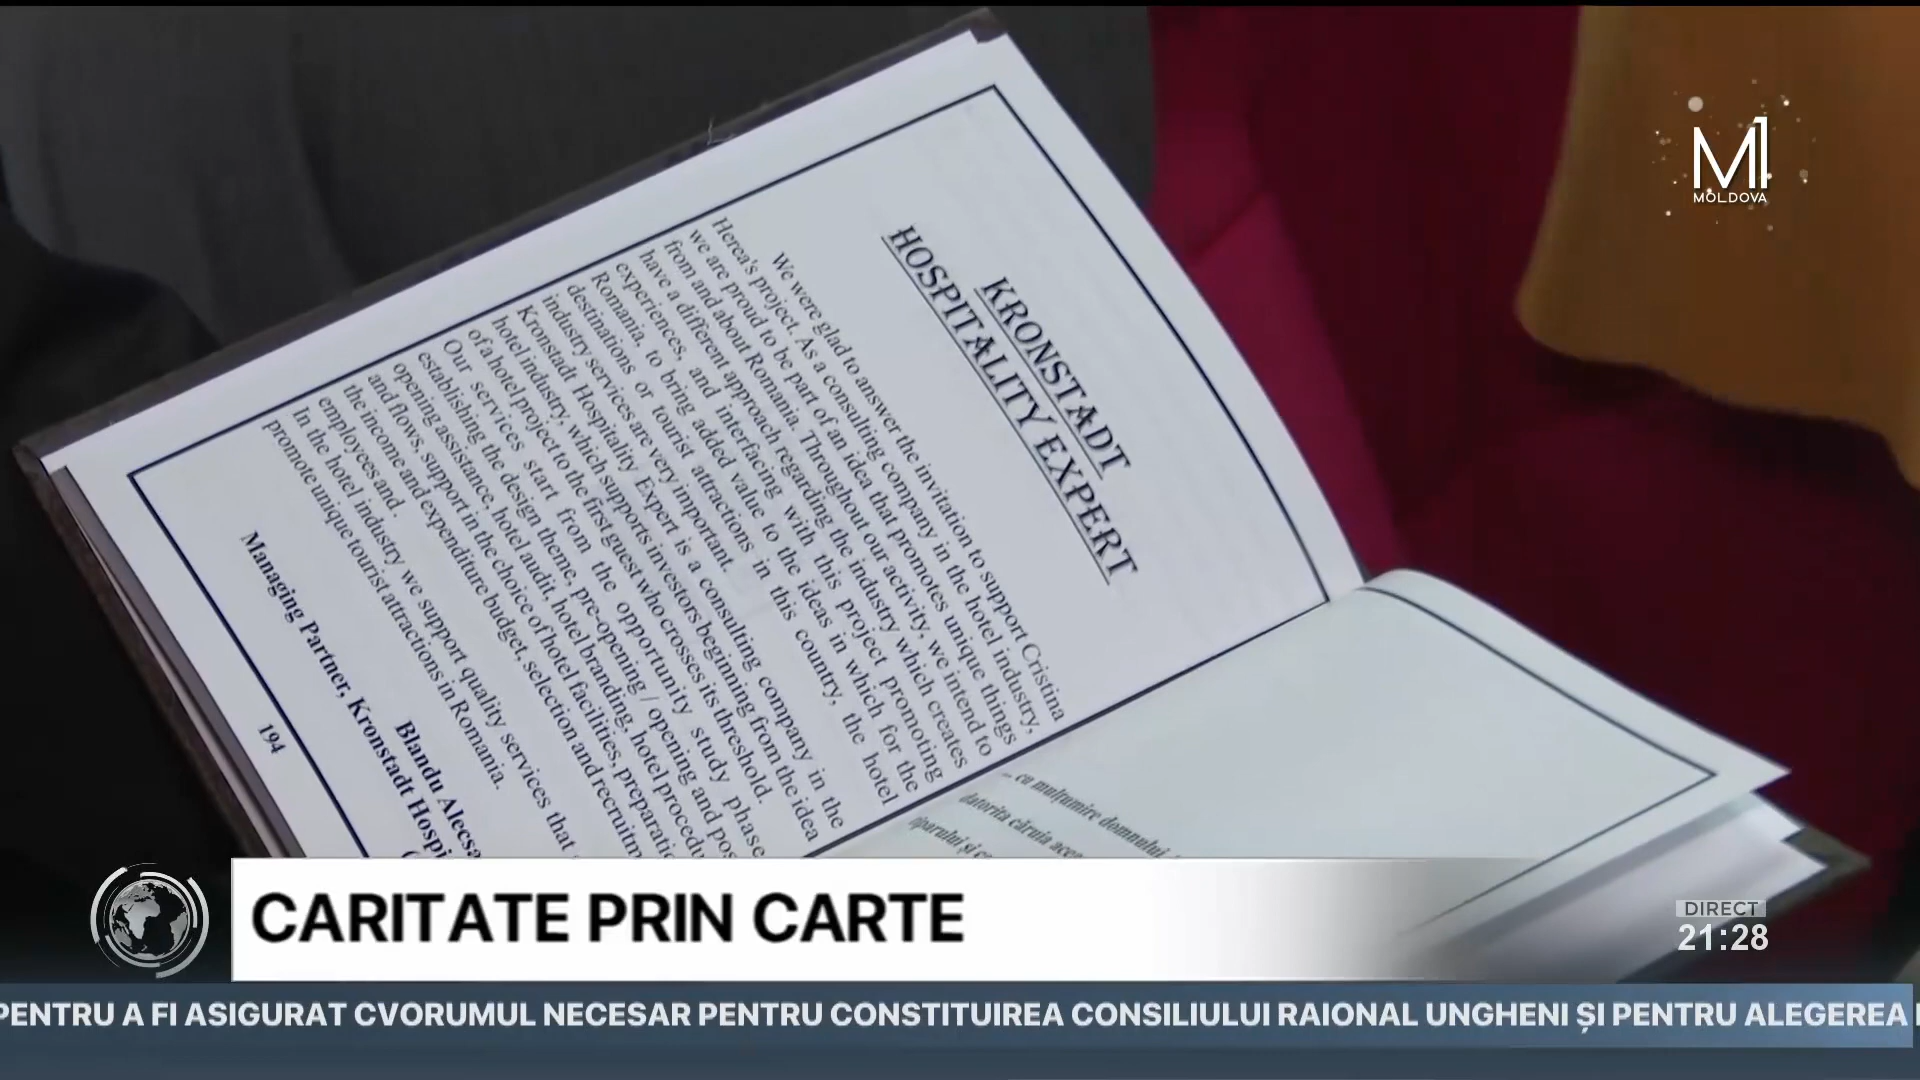 M1
MOLDOVA
KRONSTADT
HOSPITALITY EXPERT
We were glad to answer the invitation to support Cristina
Herea's project. As a consulting company in the hotel industry,
we are proud to be part of an idea that promotes unique things
from and about Romania. Throughout our activity, we intend to
have a different approach regarding the industry which creates
experiences, and interfacing with this project promoting
Romania, to bring added value to the ideas in which for the
destinations or tourist attractions in this country, the hotel
industry services are very important.
Kronstadt Hospitality Expert is a consulting company in the
hotel industry, which supports investors beginning from the idea
of a hotel project to the first guest who crosses its threshold.
Our services start from the opportunity study phase
establishing the design theme, pre-opening / opening and pos
opening assistance, hotel audit, hotel branding, hotel procedu
and flows, support in the choice of hotel facilities, preparatio
the income and expenditure budget, selection and recruitm
employees and .
In the hotel industry we support quality services that
promote unique tourist attractions in Romania.
Blandu Alecsa
Managing Partner, Kronstadt Hospi
194
... cu mulțumire domnului
datorita căruia acea
tiparului și c
CARITATE PRIN CARTE
DIRECT
21:28
PENTRU A FI ASIGURAT CVORUMUL NECESAR PENTRU CONSTITUIREA CONSILIULUI RAIONAL UNGHENI ȘI PENTRU ALEGEREA